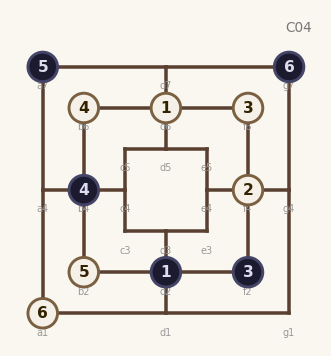 C04
5 6
a7 d7 g7
4 1 3
b6 d6 f6
c5 d5 e5
4 2
a4 b4 c4 e4 f4 g4
c3 d3 e3
5 1 3
b2 d2 f2
6
a1 d1 g1